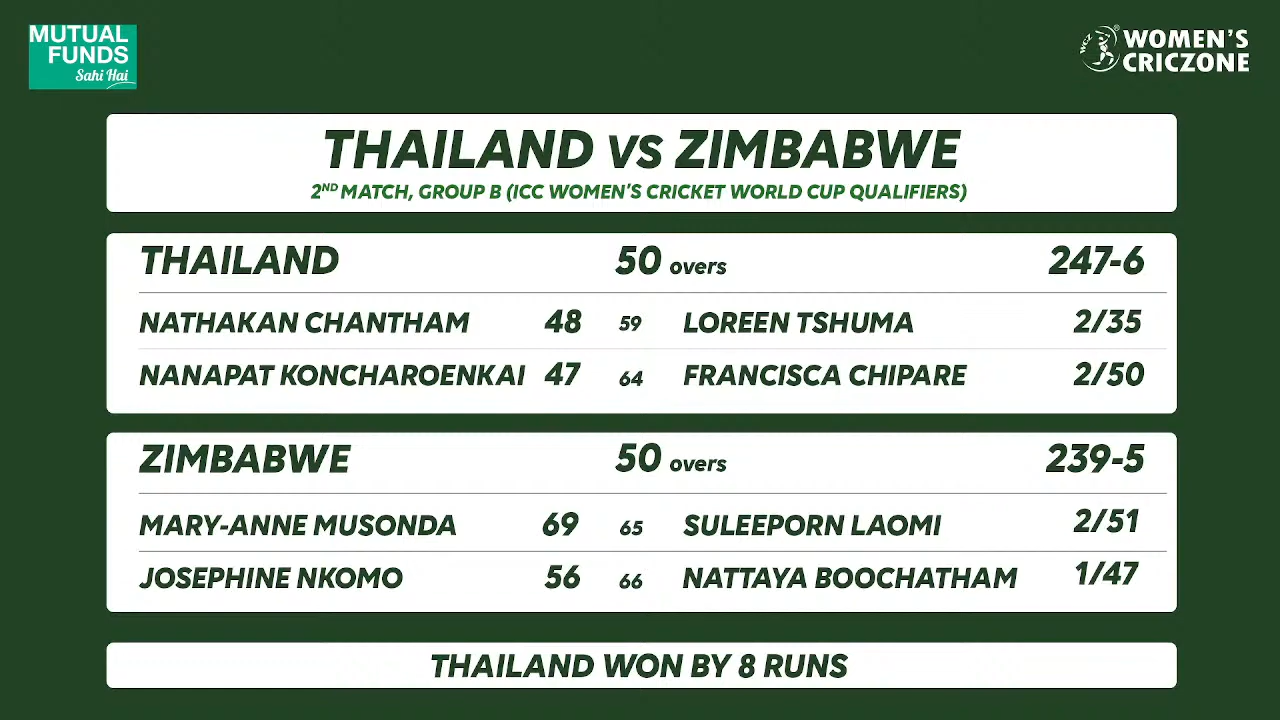 MUTUAL
FUNDS
Sahi Hai
WCZ
WOMEN'S
CRICZONE
THAILAND VS ZIMBABWE
2ND MATCH, GROUP B (ICC WOMEN'S CRICKET WORLD CUP QUALIFIERS)
THAILAND 50 overs 247-6
NATHAKAN CHANTHAM 48 59 LOREEN TSHUMA 2/35
NANAPAT KONCHAROENKAI 47 64 FRANCISCA CHIPARE 2/50
ZIMBABWE 50 overs 239-5
MARY-ANNE MUSONDA 69 65 SULEEPORN LAOMI 2/51
JOSEPHINE NKOMO 56 66 NATTAYA BOOCHATHAM 1/47
THAILAND WON BY 8 RUNS